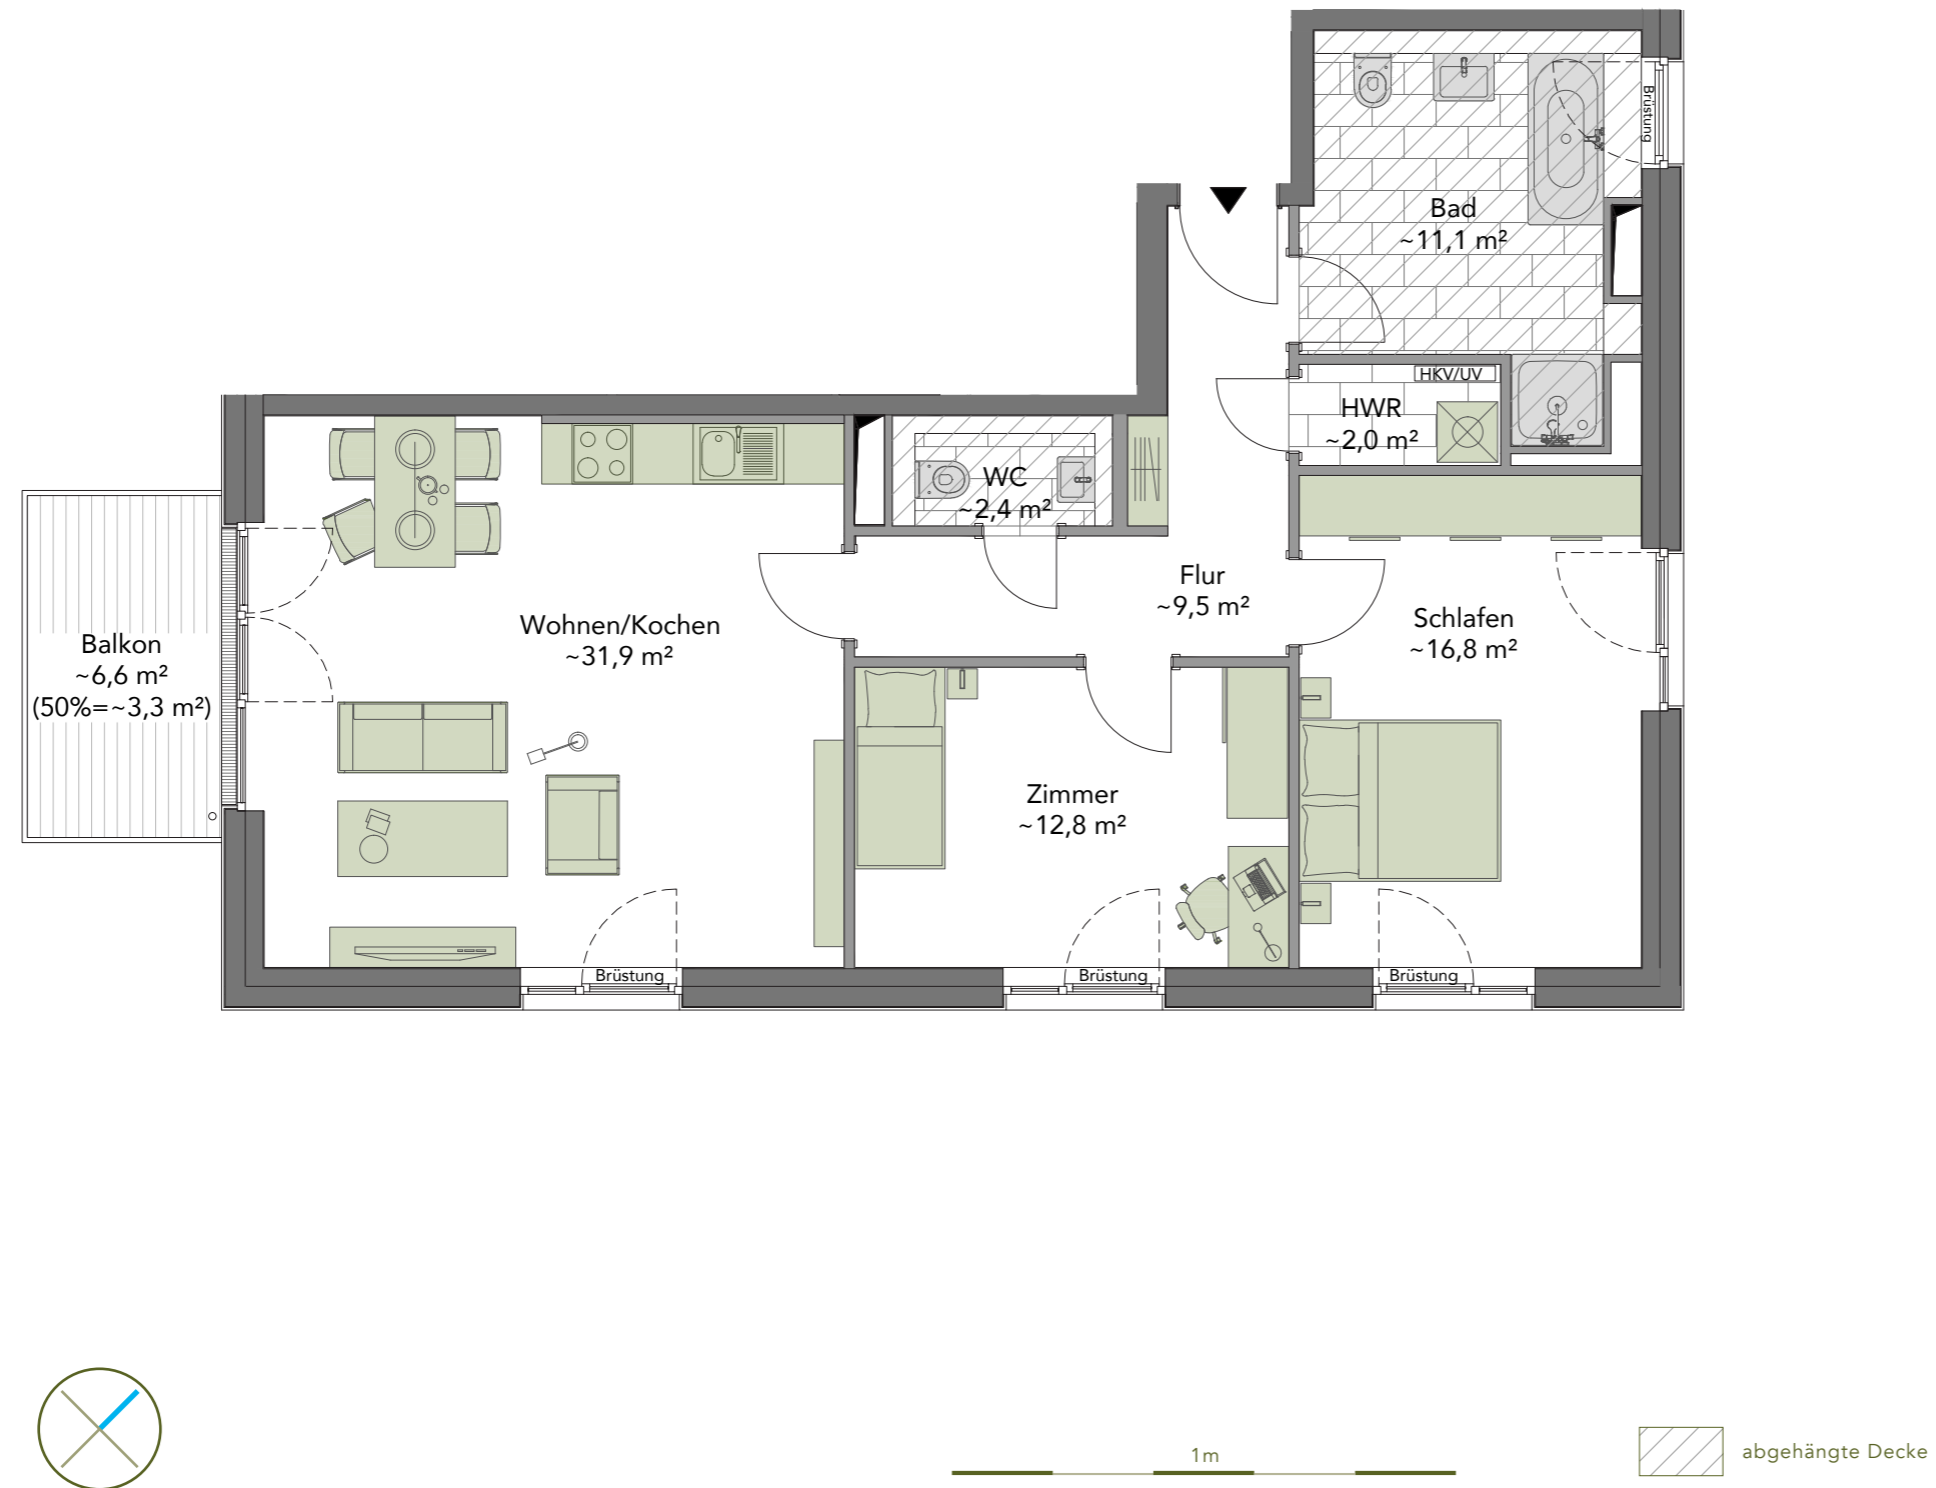 Brüstung
Bad
~11,1 m²
HKV/UV
HWR
~2,0 m²
WC
~2,4 m²
Flur
~9,5 m²
Wohnen/Kochen
~31,9 m²
Schlafen
~16,8 m²
Balkon
~6,6 m²
(50%=~3,3 m²)
Zimmer
~12,8 m²
Brüstung
Brüstung
Brüstung
1m
abgehängte Decke